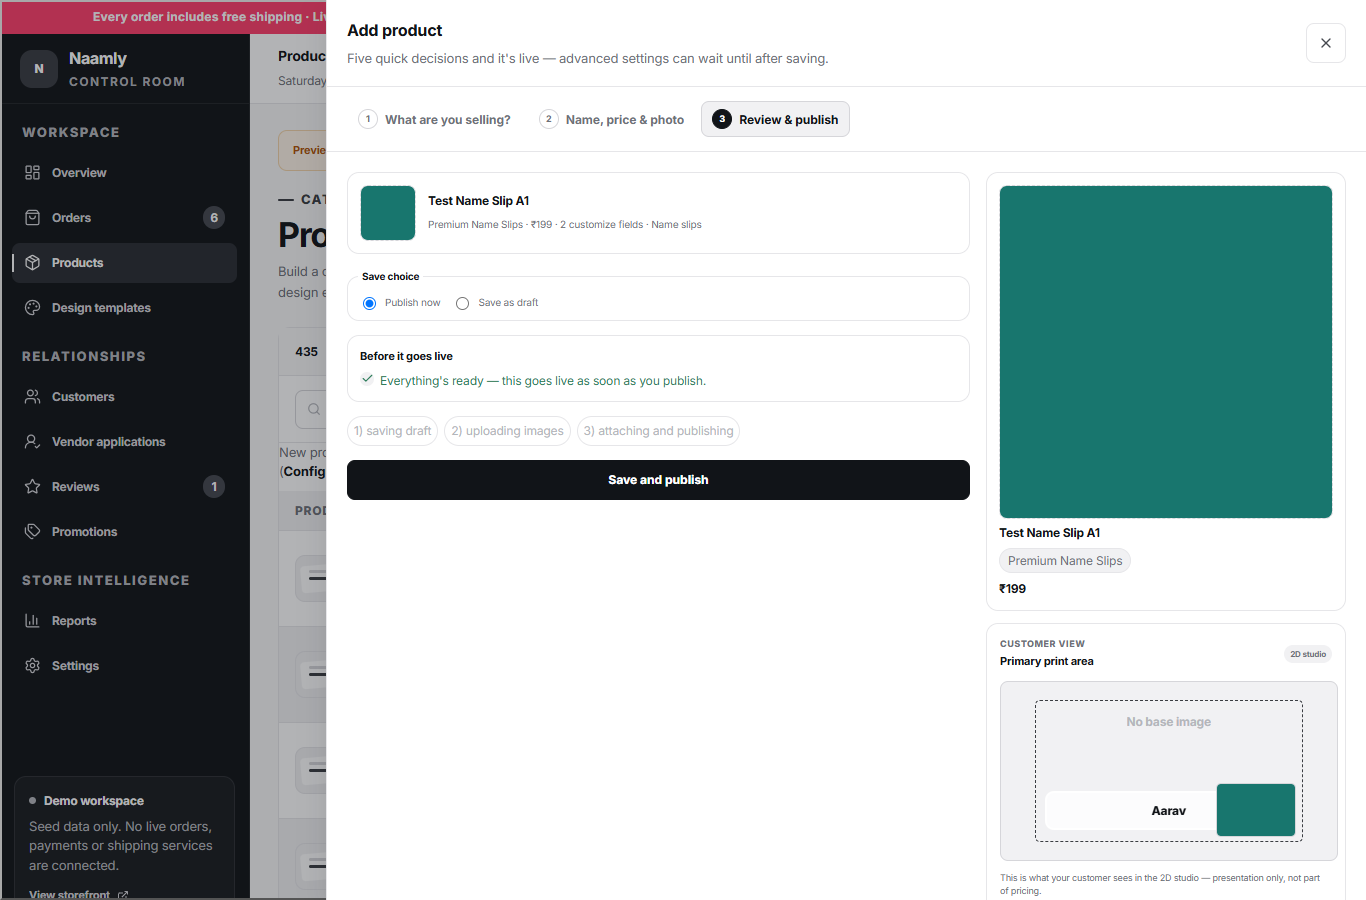 Every order includes free shipping · Liv
N
Naamly
CONTROL ROOM
WORKSPACE
Overview
Orders
6
Products
Design templates
RELATIONSHIPS
Customers
Vendor applications
Reviews
1
Promotions
STORE INTELLIGENCE
Reports
Settings
Demo workspace
Seed data only. No live orders,
payments or shipping services
are connected.
View storefront
Produc
Saturday
Previe
— CAT
Pro
Build a c
design e
435
New pro
(Config
PROD
Add product
Five quick decisions and it's live — advanced settings can wait until after saving.
1 What are you selling?
2 Name, price & photo
3 Review & publish
Test Name Slip A1
Premium Name Slips · ₹199 · 2 customize fields · Name slips
Save choice
Publish now
Save as draft
Before it goes live
Everything's ready — this goes live as soon as you publish.
1) saving draft
2) uploading images
3) attaching and publishing
Save and publish
Test Name Slip A1
Premium Name Slips
₹199
CUSTOMER VIEW
Primary print area
2D studio
No base image
Aarav
This is what your customer sees in the 2D studio — presentation only, not part
of pricing.